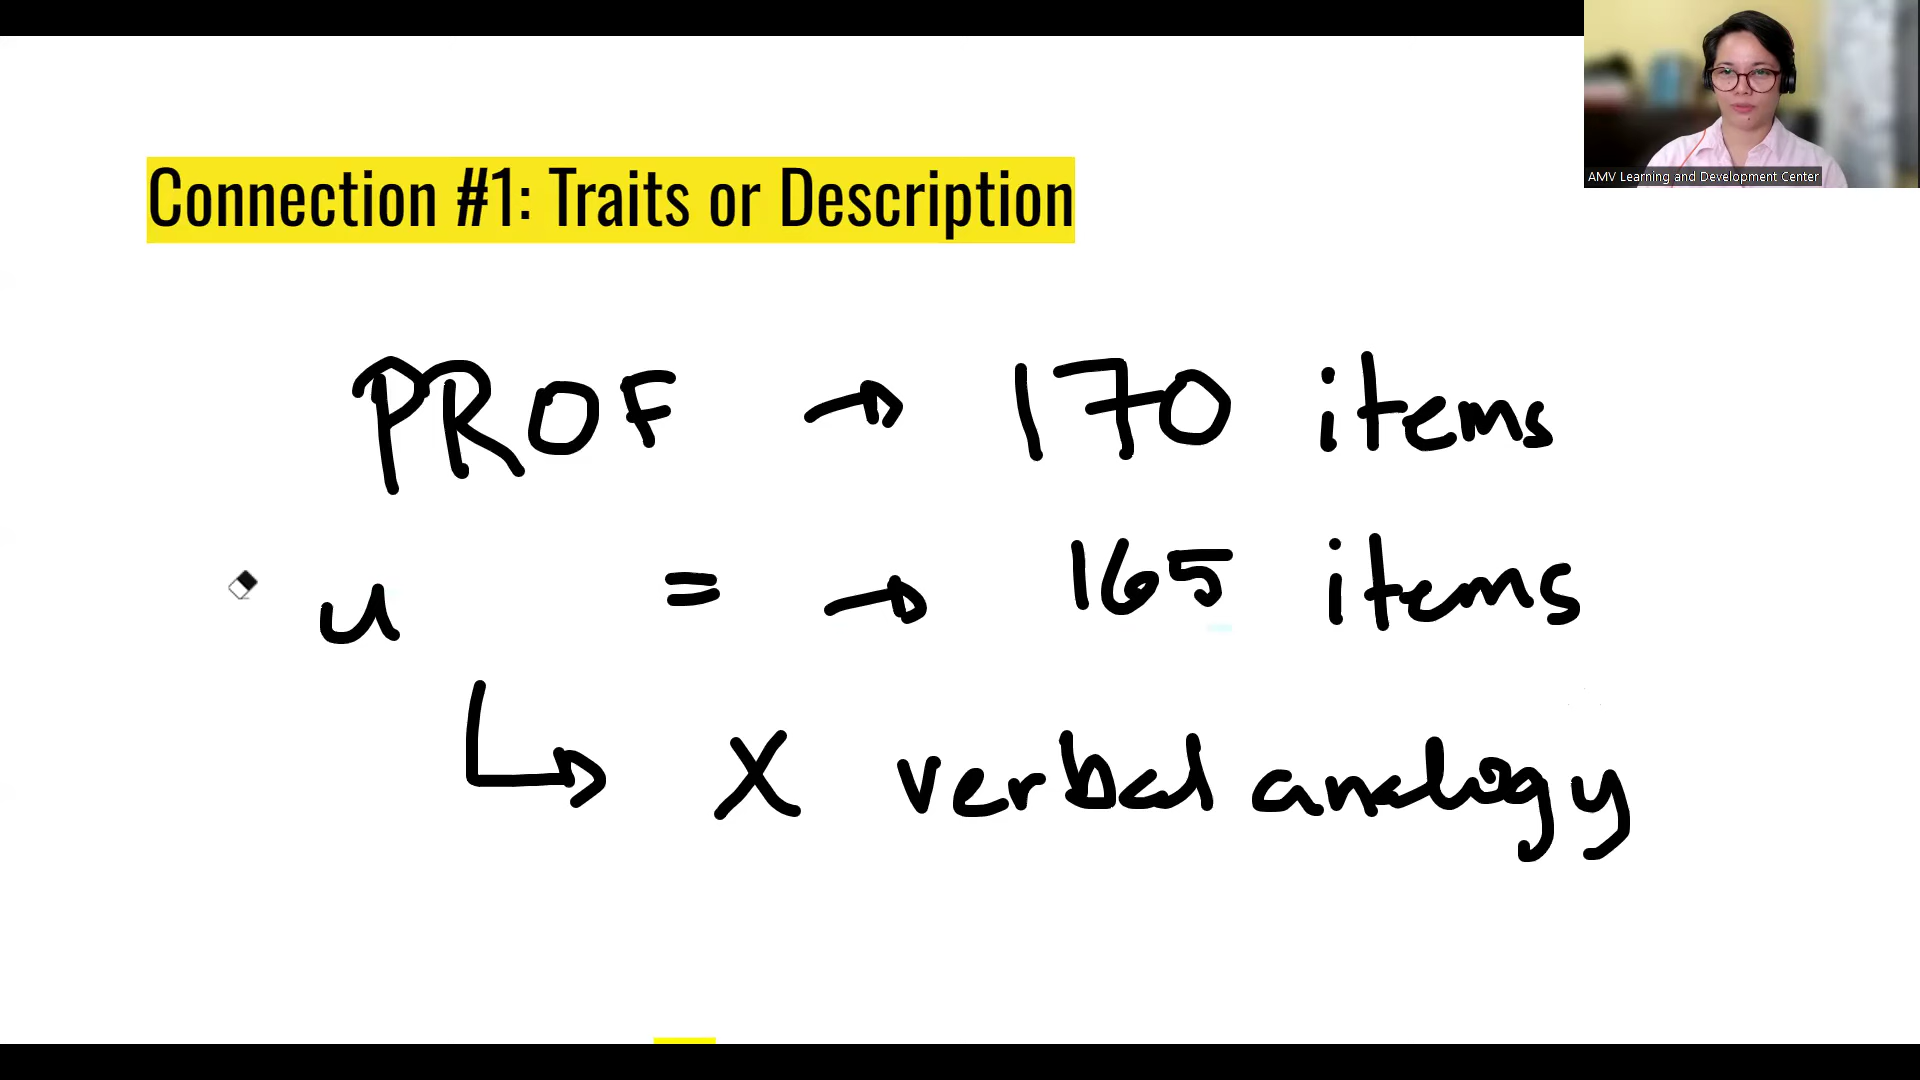 AMV Learning and Development Center
Connection #1: Traits or Description
PROF → 170 items
u = → 165 items
↳ X verbal analogy